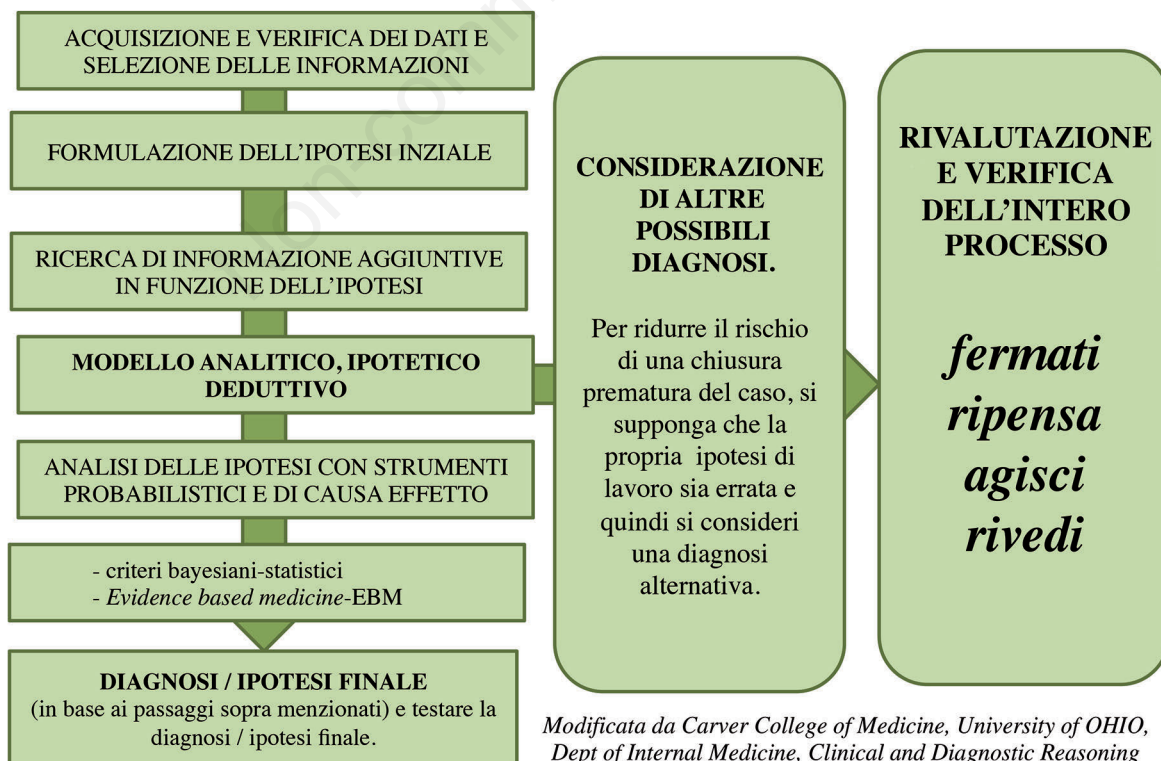 ACQUISIZIONE E VERIFICA DEI DATI E
SELEZIONE DELLE INFORMAZIONI
FORMULAZIONE DELL'IPOTESI INZIALE
RICERCA DI INFORMAZIONE AGGIUNTIVE
IN FUNZIONE DELL'IPOTESI
MODELLO ANALITICO, IPOTETICO
DEDUTTIVO
ANALISI DELLE IPOTESI CON STRUMENTI
PROBABILISTICI E DI CAUSA EFFETTO
- criteri bayesiani-statistici
- Evidence based medicine-EBM
DIAGNOSI / IPOTESI FINALE
(in base ai passaggi sopra menzionati) e testare la
diagnosi / ipotesi finale.
CONSIDERAZIONE
DI ALTRE
POSSIBILI
DIAGNOSI.
Per ridurre il rischio
di una chiusura
prematura del caso, si
supponga che la
propria ipotesi di
lavoro sia errata e
quindi si consideri
una diagnosi
alternativa.
RIVALUTAZIONE
E VERIFICA
DELL'INTERO
PROCESSO
fermati
ripensa
agisci
rivedi
Modificata da Carver College of Medicine, University of OHIO,
Dept of Internal Medicine, Clinical and Diagnostic Reasoning